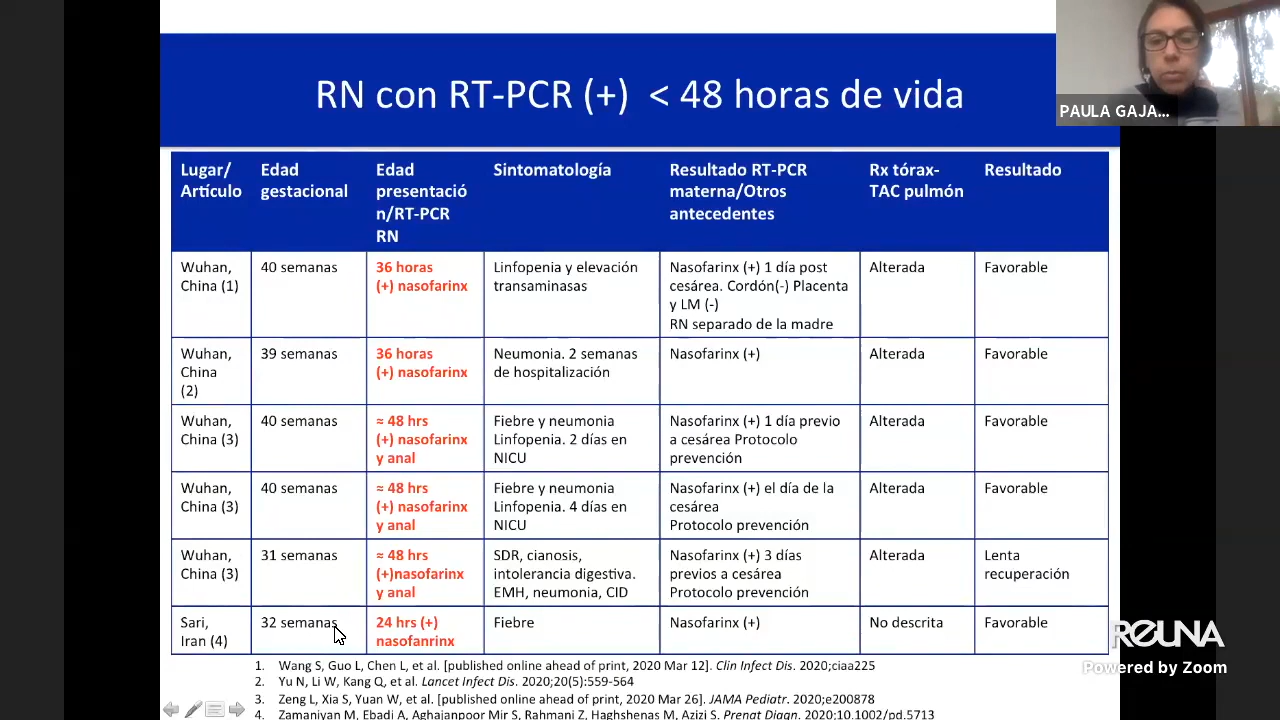 RN con RT-PCR (+) < 48 horas de vida
PAULA GAJA...
Lugar/
Artículo
Edad
gestacional
Edad
presentació
n/RT-PCR
RN
Sintomatología
Resultado RT-PCR
materna/Otros
antecedentes
Rx tórax-
TAC pulmón
Resultado
Wuhan,
China (1)
40 semanas
36 horas
(+) nasofarinx
Linfopenia y elevación
transaminasas
Nasofarinx (+) 1 día post
cesárea. Cordón(-) Placenta
y LM (-)
RN separado de la madre
Alterada
Favorable
Wuhan,
China
(2)
39 semanas
36 horas
(+) nasofarinx
Neumonia. 2 semanas
de hospitalización
Nasofarinx (+)
Alterada
Favorable
Wuhan,
China (3)
40 semanas
≈ 48 hrs
(+) nasofarinx
y anal
Fiebre y neumonia
Linfopenia. 2 días en
NICU
Nasofarinx (+) 1 día previo
a cesárea Protocolo
prevención
Alterada
Favorable
Wuhan,
China (3)
40 semanas
≈ 48 hrs
(+) nasofarinx
y anal
Fiebre y neumonia
Linfopenia. 4 días en
NICU
Nasofarinx (+) el día de la
cesárea
Protocolo prevención
Alterada
Favorable
Wuhan,
China (3)
31 semanas
≈ 48 hrs
(+)nasofarinx
y anal
SDR, cianosis,
intolerancia digestiva.
EMH, neumonia, CID
Nasofarinx (+) 3 días
previos a cesárea
Protocolo prevención
Alterada
Lenta
recuperación
Sari,
Iran (4)
32 semanas
24 hrs (+)
nasofanrinx
Fiebre
Nasofarinx (+)
No descrita
Favorable
REUNA
Powered by Zoom
1. Wang S, Guo L, Chen L, et al. [published online ahead of print, 2020 Mar 12]. Clin Infect Dis. 2020;ciaa225
2. Yu N, Li W, Kang Q, et al. Lancet Infect Dis. 2020;20(5):559-564
3. Zeng L, Xia S, Yuan W, et al. [published online ahead of print, 2020 Mar 26]. JAMA Pediatr. 2020;e200878
4. Zamaniyan M, Ebadi A, Aghajanpoor Mir S, Rahmani Z, Haghshenas M, Azizi S. Prenat Diagn. 2020;10.1002/pd.5713